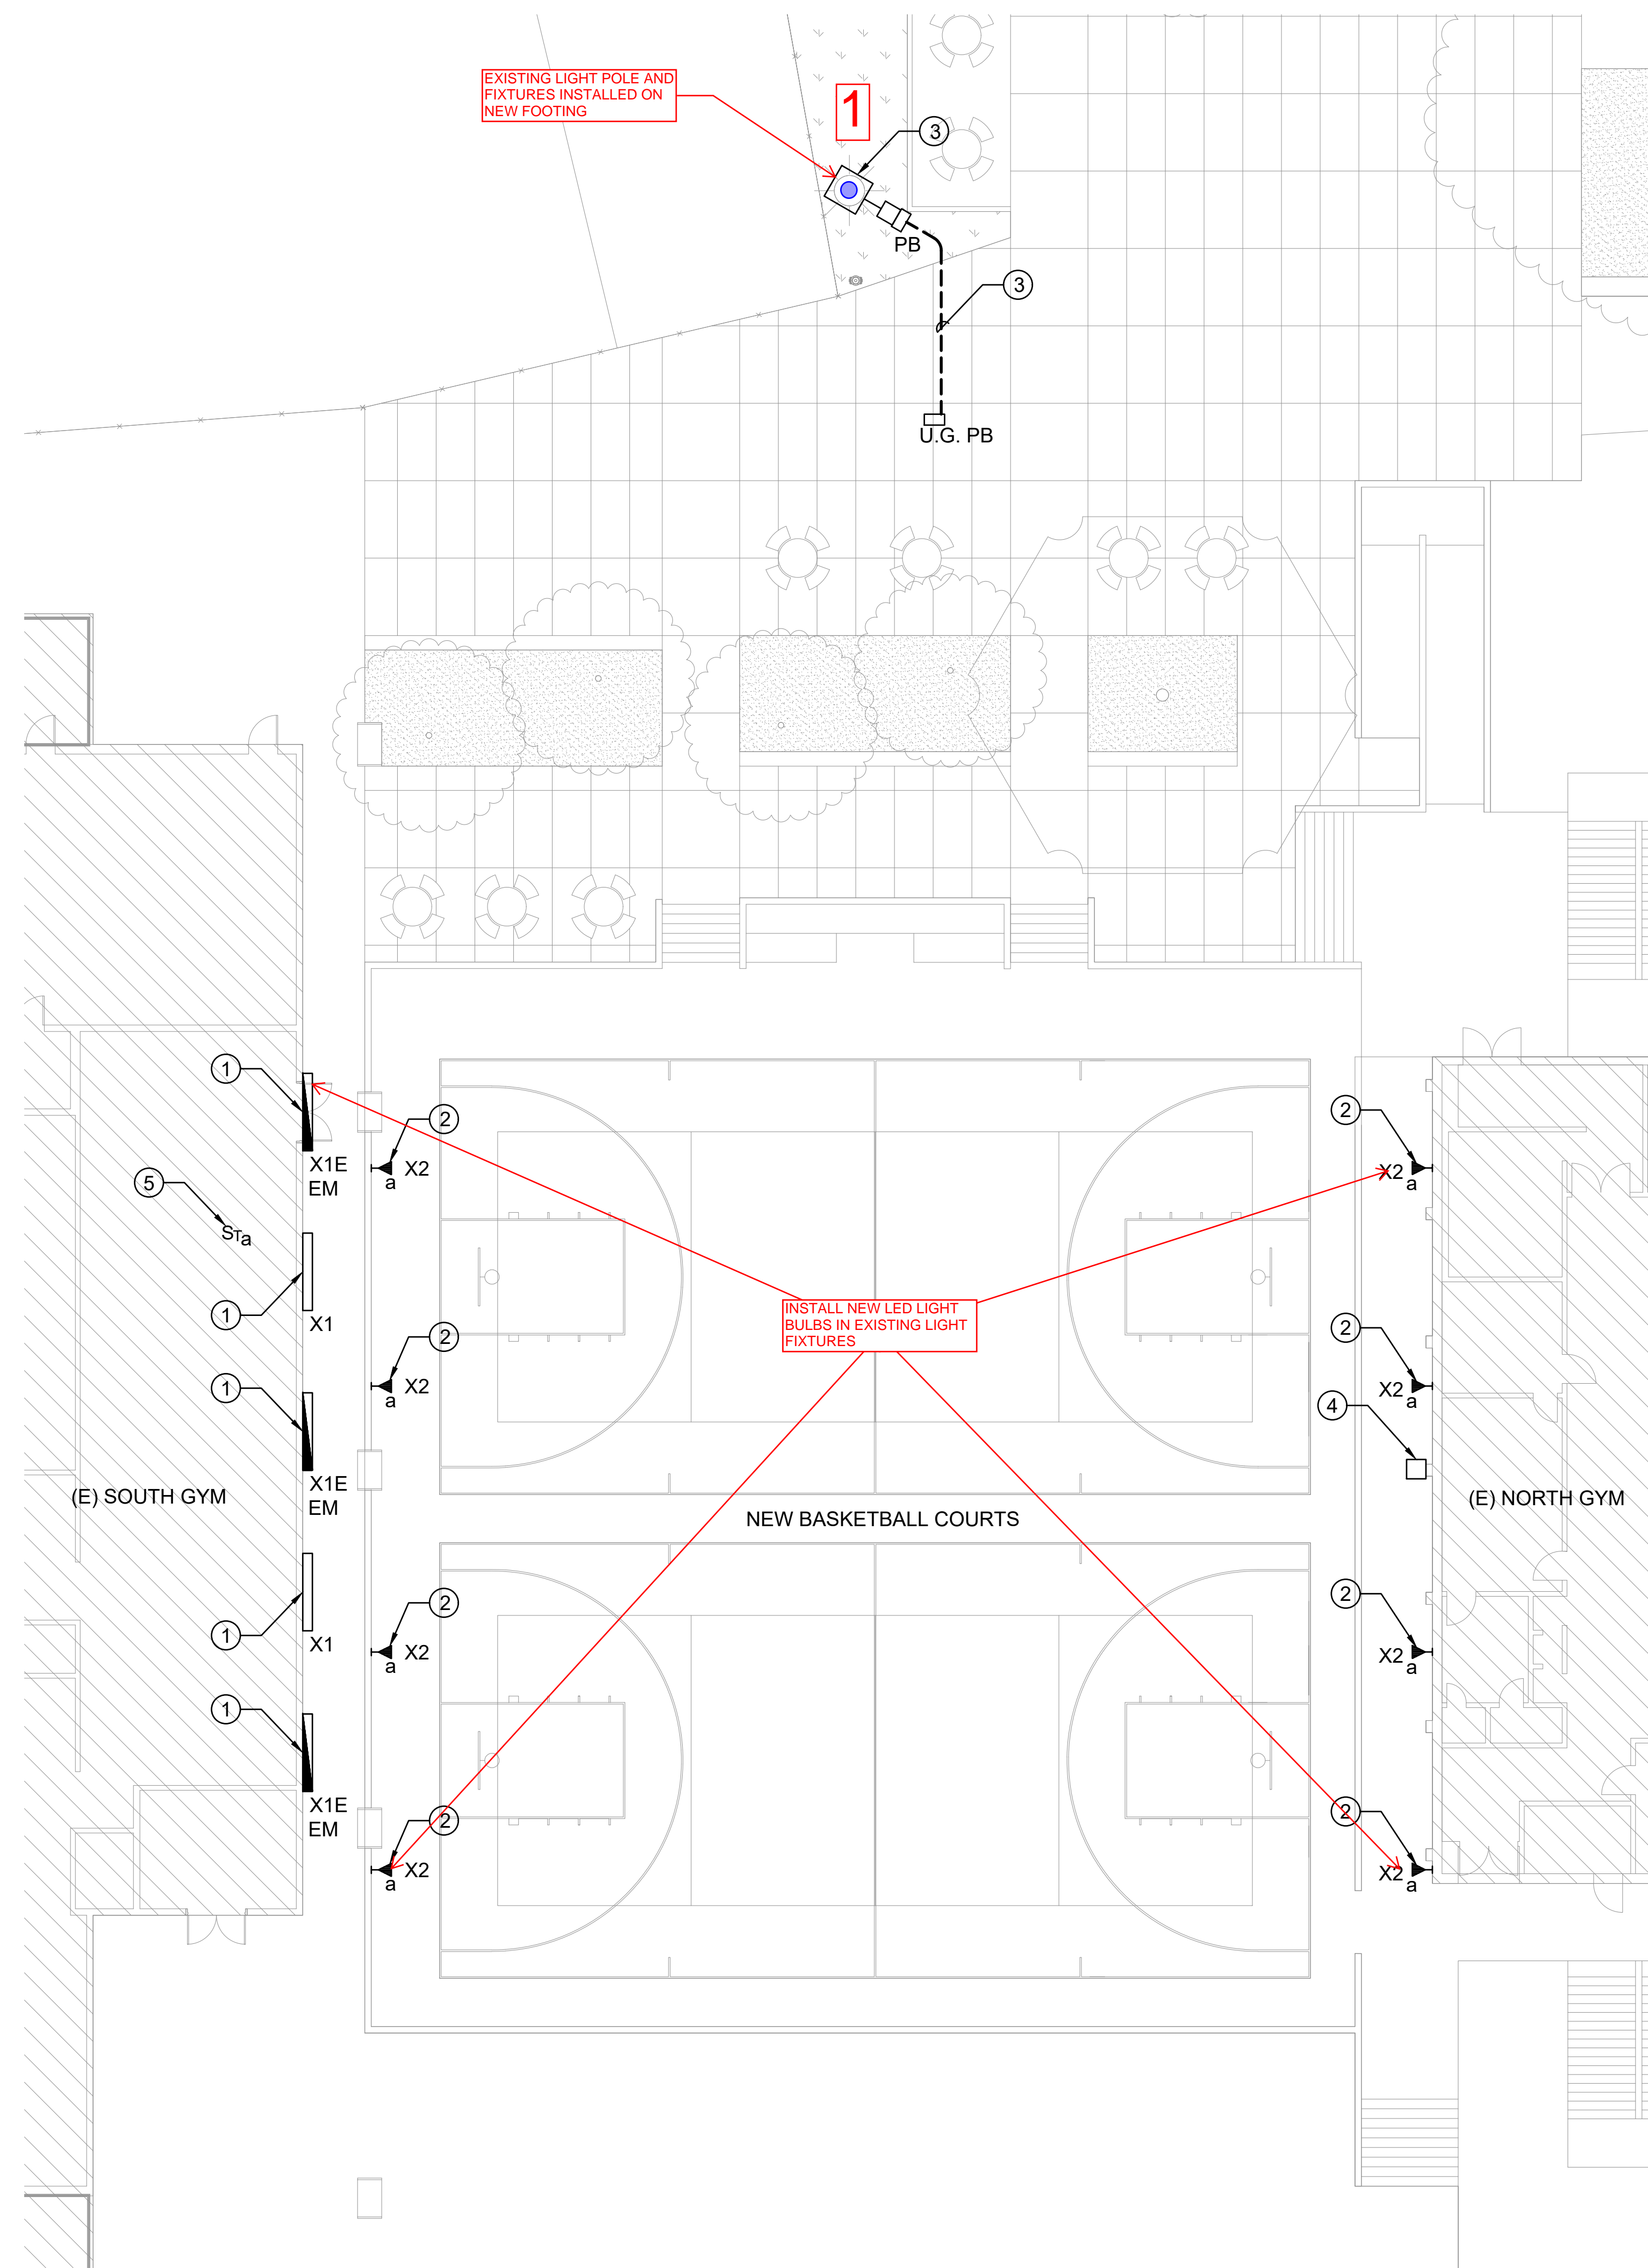 EXISTING LIGHT POLE AND
FIXTURES INSTALLED ON
NEW FOOTING
1
3
PB
3
U.G. PB
1
X1E
EM
2
X2
a
2
X2
a
5
STa
1
X1
2
X2
a
2
X2
a
INSTALL NEW LED LIGHT
BULBS IN EXISTING LIGHT
FIXTURES
1
X1E
EM
4
(E) SOUTH GYM
(E) NORTH GYM
NEW BASKETBALL COURTS
1
X1
2
X2
a
2
X2
a
1
X1E
EM
2
X2
a
2
X2
a